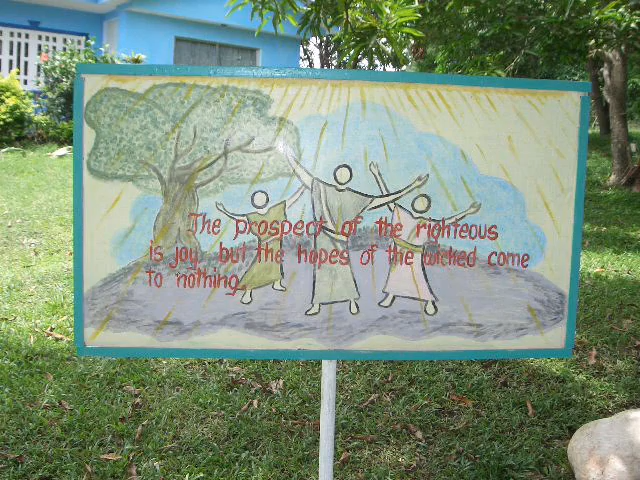 The prospect of the righteous
is joy, but the hopes of the wicked come
to nothing.